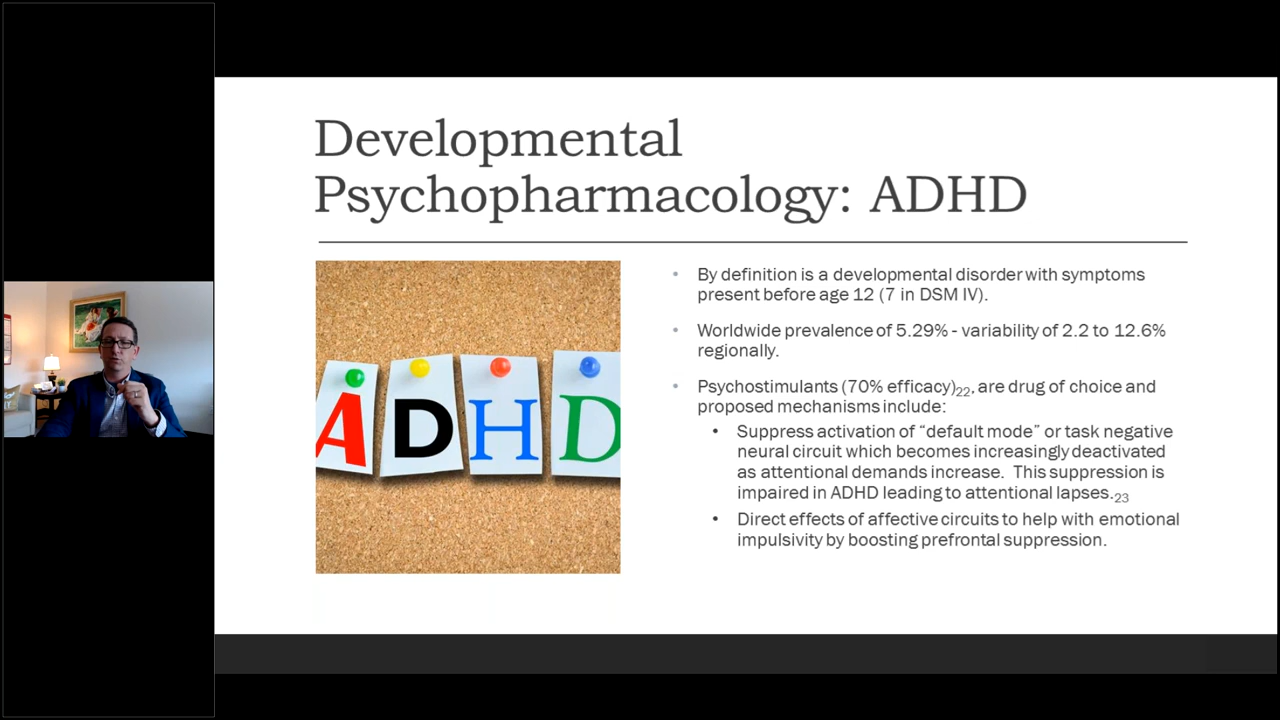 Developmental
Psychopharmacology: ADHD
ADHD
• By definition is a developmental disorder with symptoms
present before age 12 (7 in DSM IV).
• Worldwide prevalence of 5.29% - variability of 2.2 to 12.6%
regionally.
• Psychostimulants (70% efficacy)22, are drug of choice and
proposed mechanisms include:
• Suppress activation of “default mode” or task negative
neural circuit which becomes increasingly deactivated
as attentional demands increase. This suppression is
impaired in ADHD leading to attentional lapses.23
• Direct effects of affective circuits to help with emotional
impulsivity by boosting prefrontal suppression.